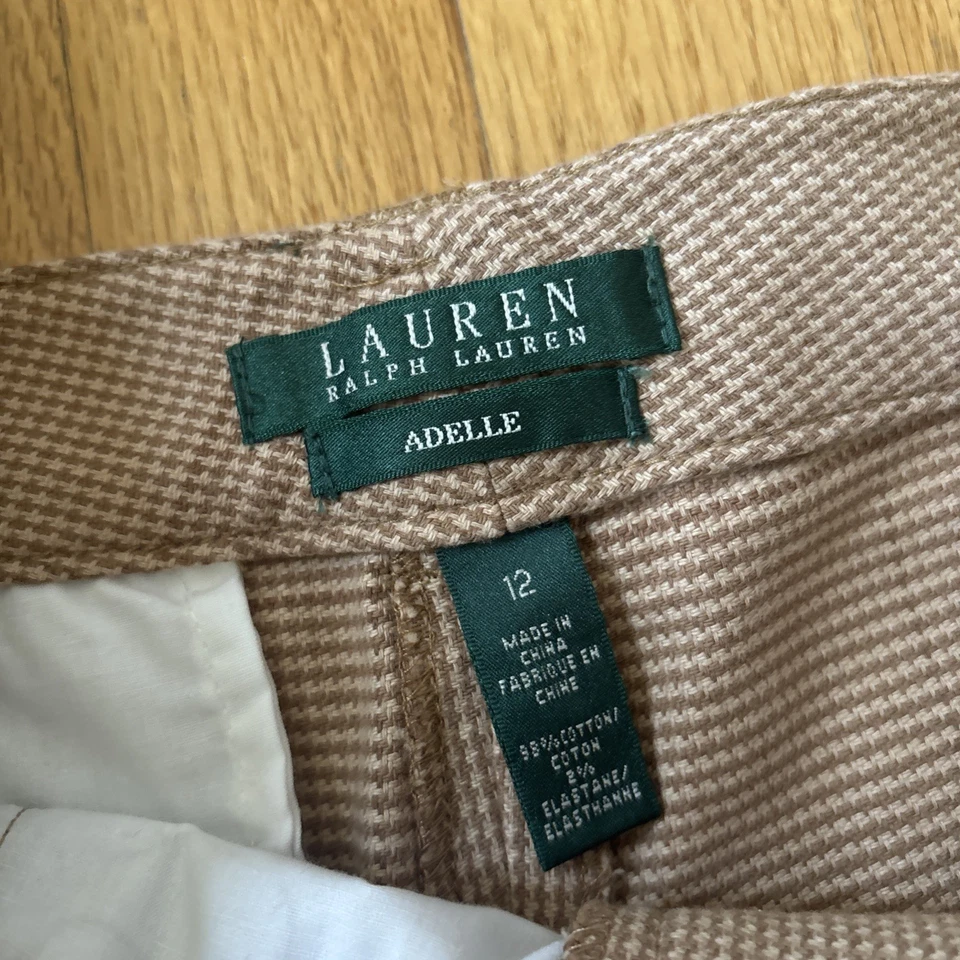 LAUREN
RALPH LAUREN
ADELLE
12
MADE IN
CHINA
FABRIQUE EN
CHINE
98%COTTON/
COTON
2%
ELASTANE/
ELASTHANNE